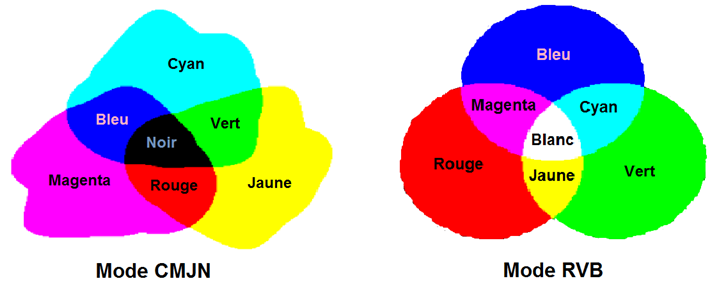 Cyan
Bleu
Vert
Noir
Magenta
Rouge
Jaune
Mode CMJN
Bleu
Magenta
Cyan
Blanc
Rouge
Jaune
Vert
Mode RVB